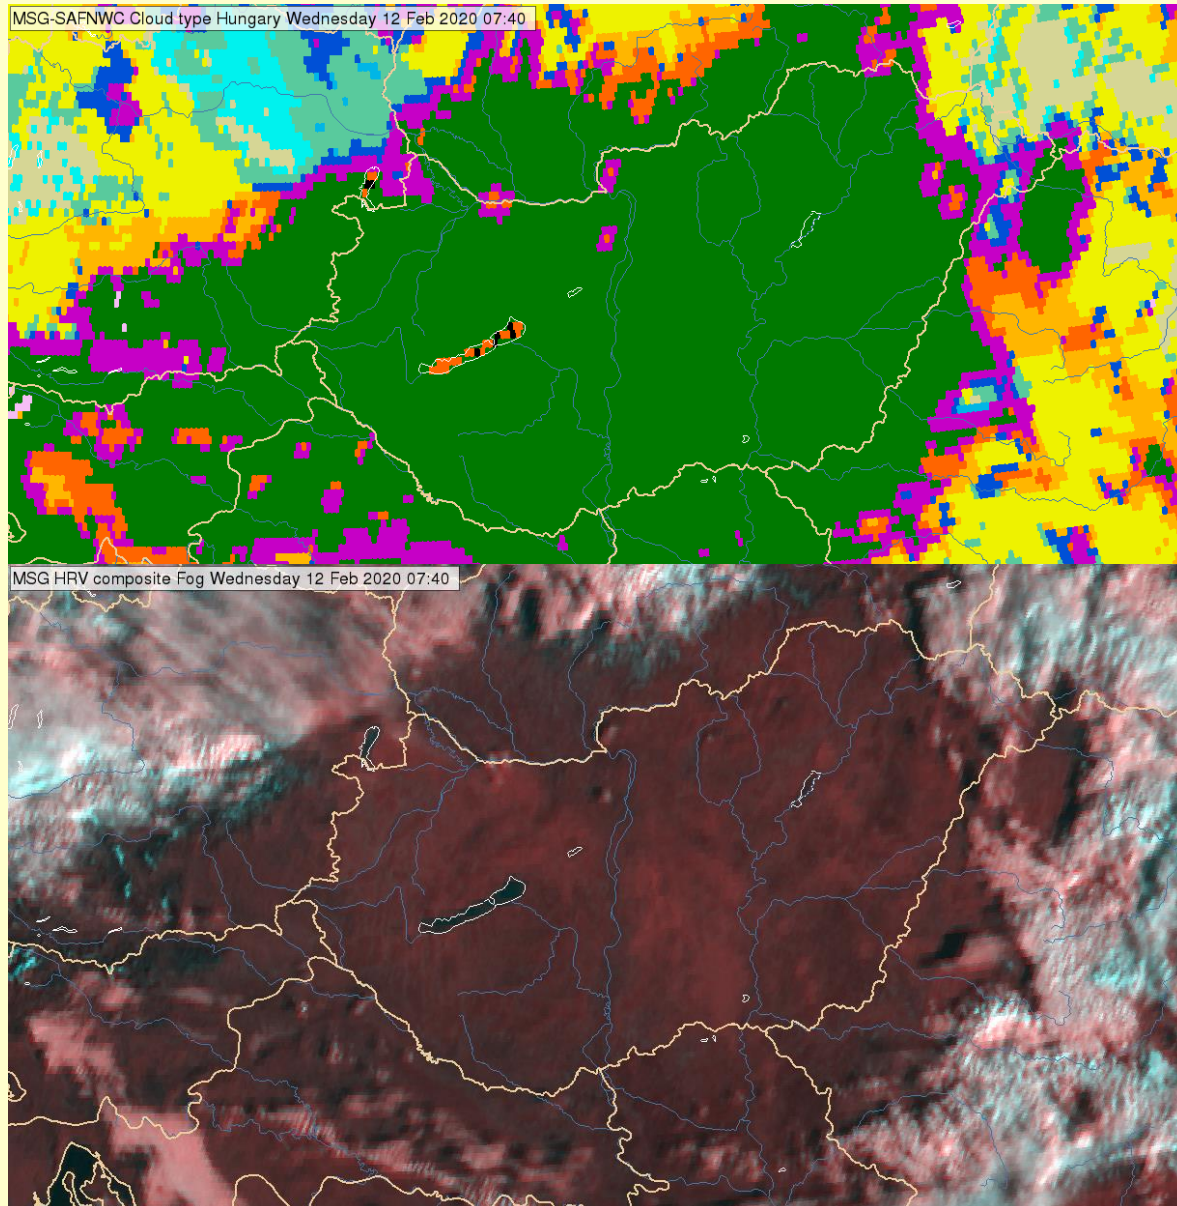 MSG-SAFNWC Cloud type Hungary Wednesday 12 Feb 2020 07:40
MSG HRV composite Fog Wednesday 12 Feb 2020 07:40